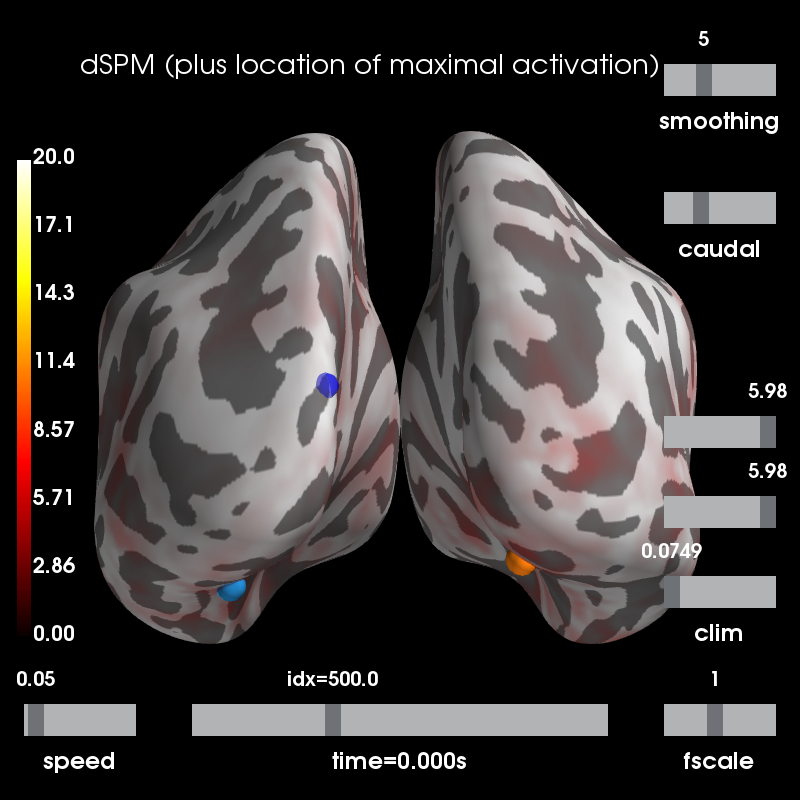 5
dSPM (plus location of maximal activation)
smoothing
20.0
17.1
caudal
14.3
11.4
5.98
8.57
5.98
5.71
0.0749
2.86
0.00
clim
0.05
idx=500.0
1
speed
time=0.000s
fscale